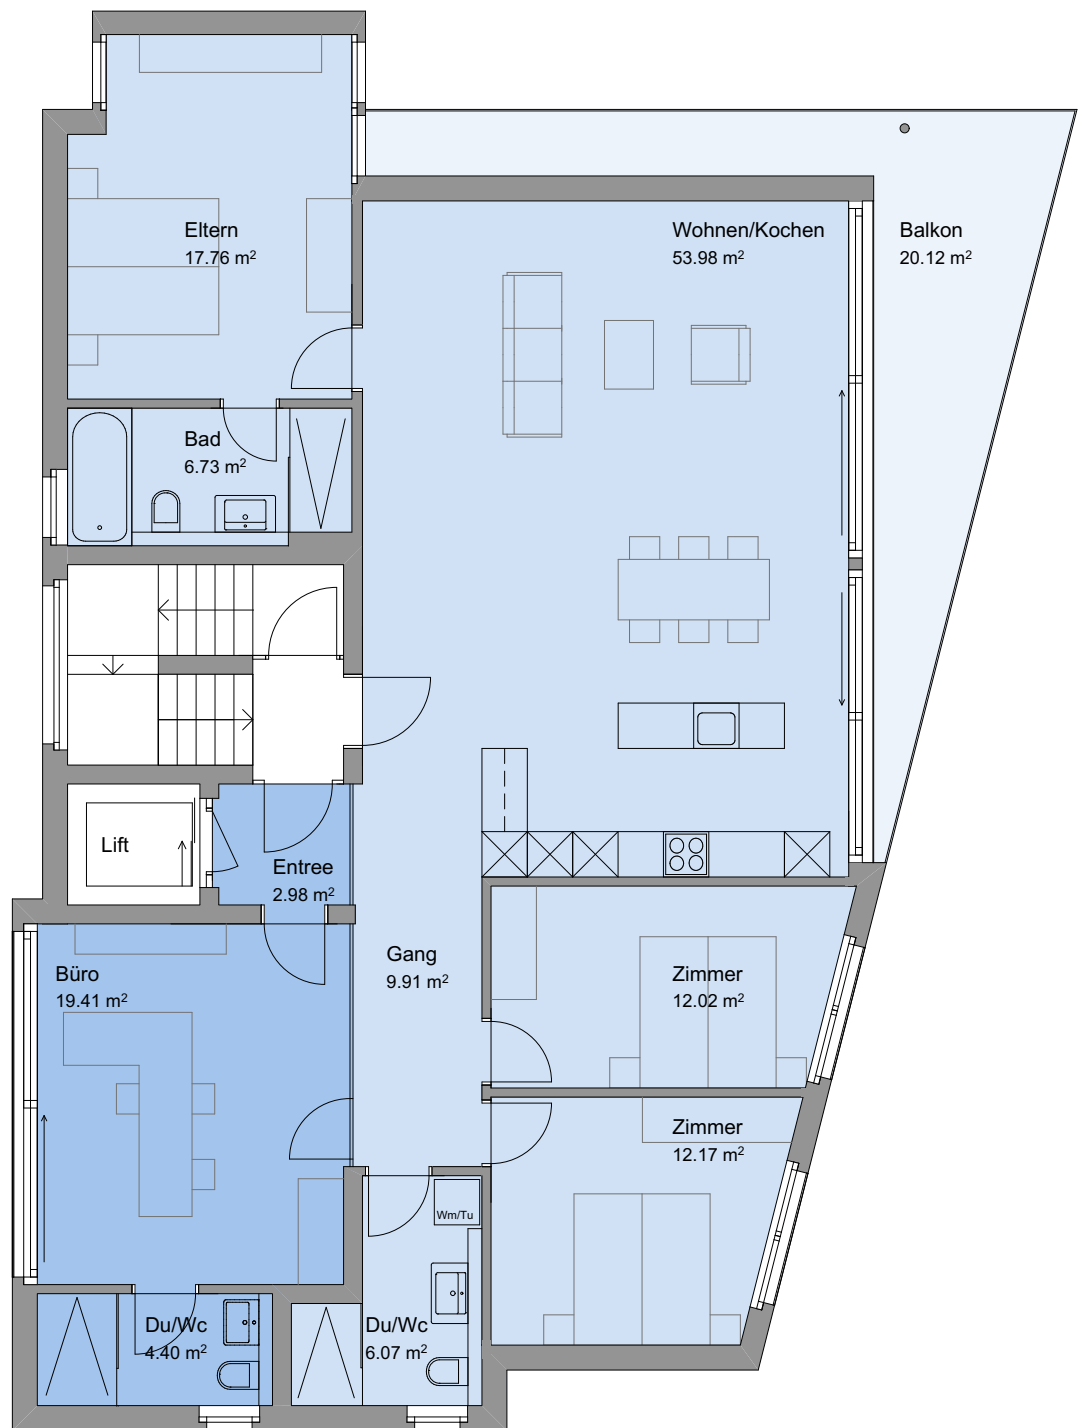 Eltern
17.76 m²
Wohnen/Kochen
53.98 m²
Balkon
20.12 m²
Bad
6.73 m²
Lift
Entree
2.98 m²
Gang
9.91 m²
Büro
19.41 m²
Zimmer
12.02 m²
Zimmer
12.17 m²
Wm/Tu
Du/Wc
4.40 m²
Du/Wc
6.07 m²